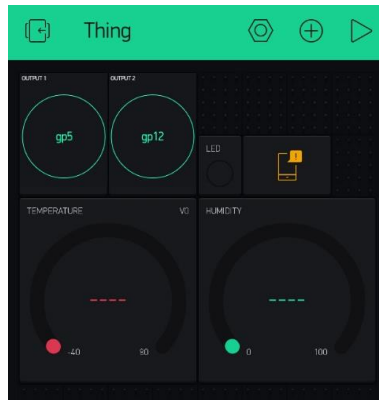 Thing
OUTPUT 1
OUTPUT 2
gp5
gp12
LED
TEMPERATURE
V0
HUMIDITY
----
----
-40
90
0
100